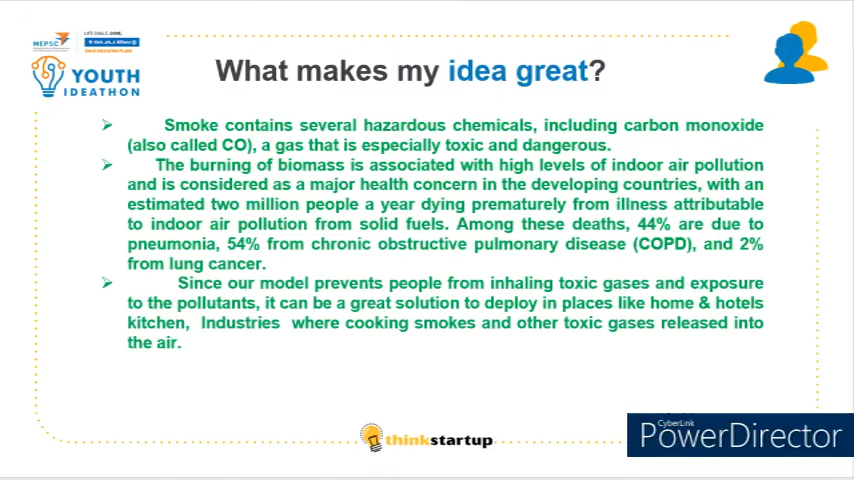 MEPSC
LIFE GOALS. DONE.
YOUTH
IDEATHON
What makes my idea great?
Smoke contains several hazardous chemicals, including carbon monoxide
(also called CO), a gas that is especially toxic and dangerous.
The burning of biomass is associated with high levels of indoor air pollution
and is considered as a major health concern in the developing countries, with an
estimated two million people a year dying prematurely from illness attributable
to indoor air pollution from solid fuels. Among these deaths, 44% are due to
pneumonia, 54% from chronic obstructive pulmonary disease (COPD), and 2%
from lung cancer.
Since our model prevents people from inhaling toxic gases and exposure
to the pollutants, it can be a great solution to deploy in places like home & hotels
kitchen, Industries where cooking smokes and other toxic gases released into
the air.
thinkstartup
CyberLink
PowerDirector